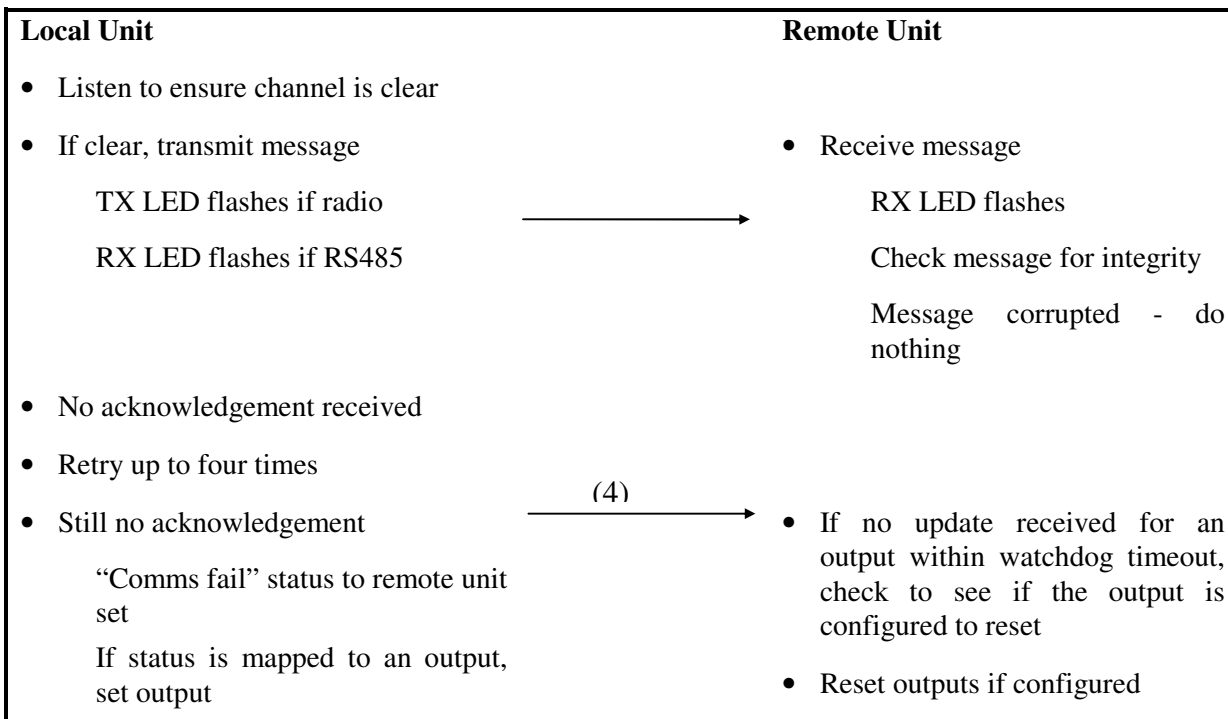 Local Unit
Remote Unit
• Listen to ensure channel is clear
• If clear, transmit message
TX LED flashes if radio
RX LED flashes if RS485
• Receive message
RX LED flashes
Check message for integrity
Message corrupted - do
nothing
• No acknowledgement received
• Retry up to four times
(4)
• Still no acknowledgement
“Comms fail” status to remote unit
set
If status is mapped to an output,
set output
• If no update received for an
output within watchdog timeout,
check to see if the output is
configured to reset
• Reset outputs if configured